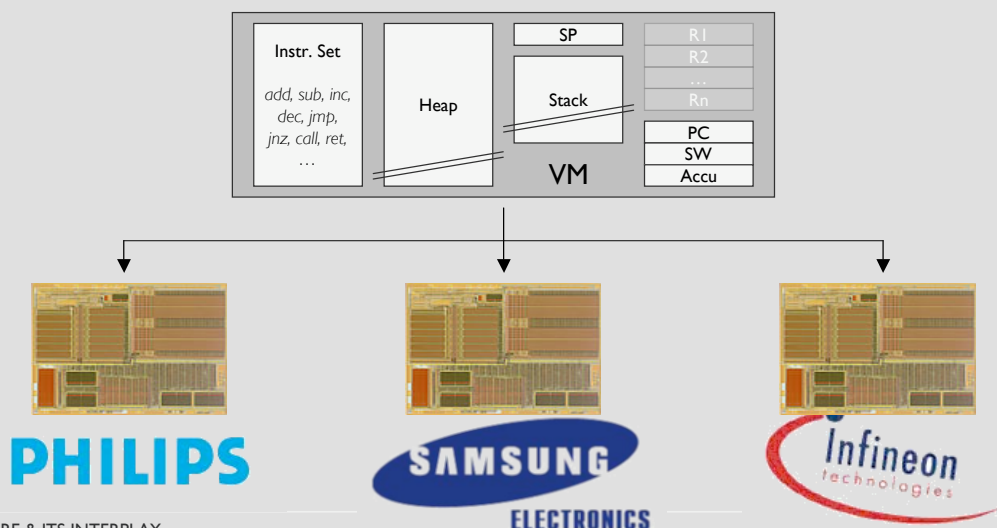 Instr. Set
add, sub, inc,
dec, jmp,
jnz, call, ret,
…
Heap
SP
Stack
VM
R1
R2
…
Rn
PC
SW
Accu
PHILIPS
SAMSUNG
ELECTRONICS
Infineon
technologies
RE & ITS INTERPLAY